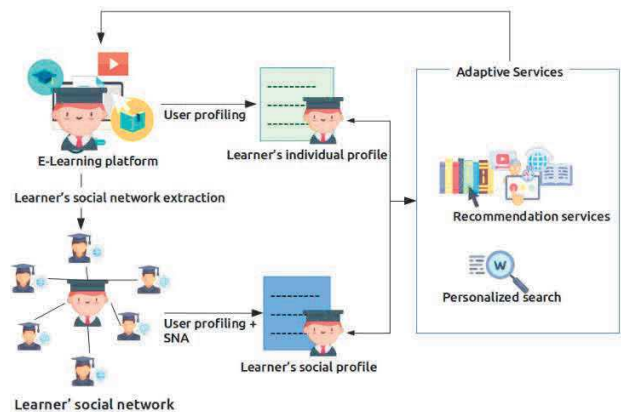 Adaptive Services
User profiling
E-Learning platform
Learner's individual profile
Learner's social network extraction
Recommendation services
W
Personalized search
User profiling +
SNA
Learner's social profile
Learner' social network